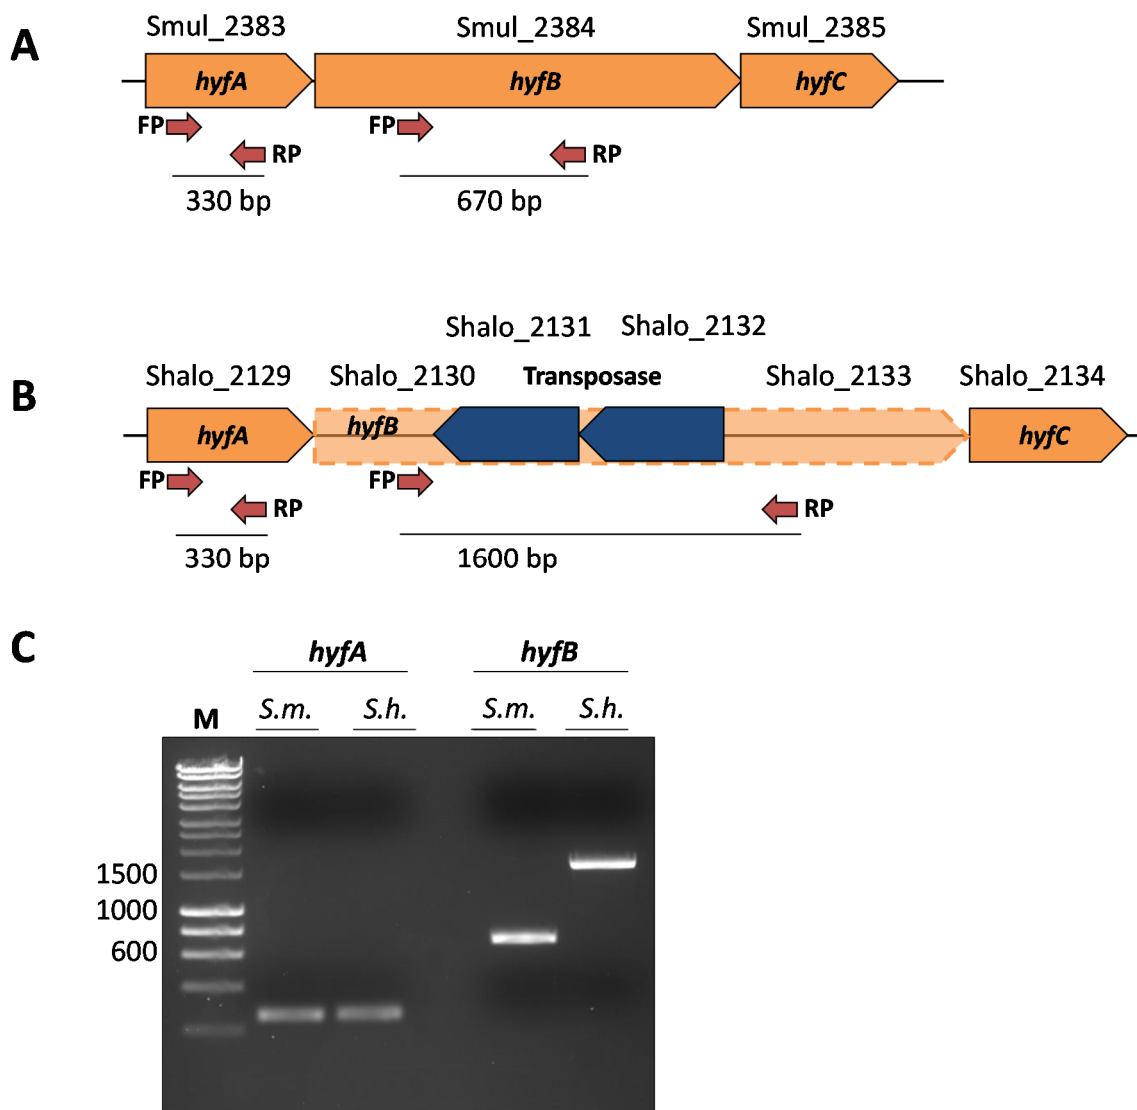 A
Smul_2383 Smul_2384 Smul_2385
hyfA hyfB hyfC
FP FP
RP RP
330 bp 670 bp
Shalo_2131 Shalo_2132
B
Shalo_2129 Shalo_2130 Transposase Shalo_2133 Shalo_2134
hyfA hyfB hyfC
FP FP
RP RP
330 bp 1600 bp
C
hyfA hyfB
M S.m. S.h. S.m. S.h.
1500
1000
600